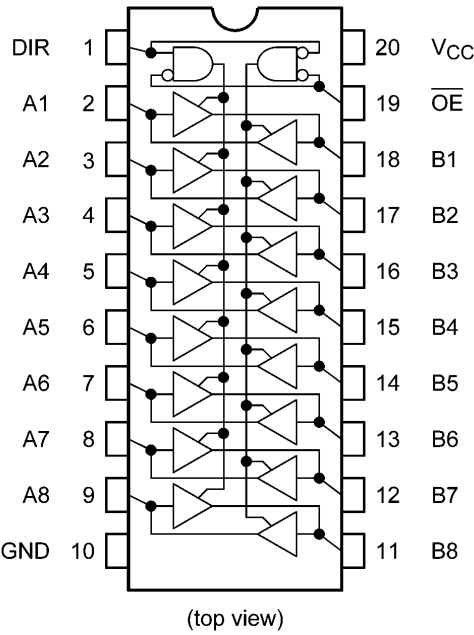 DIR 1 20 VCC
A1 2 19 OE
A2 3 18 B1
A3 4 17 B2
A4 5 16 B3
A5 6 15 B4
A6 7 14 B5
A7 8 13 B6
A8 9 12 B7
GND 10 11 B8
(top view)